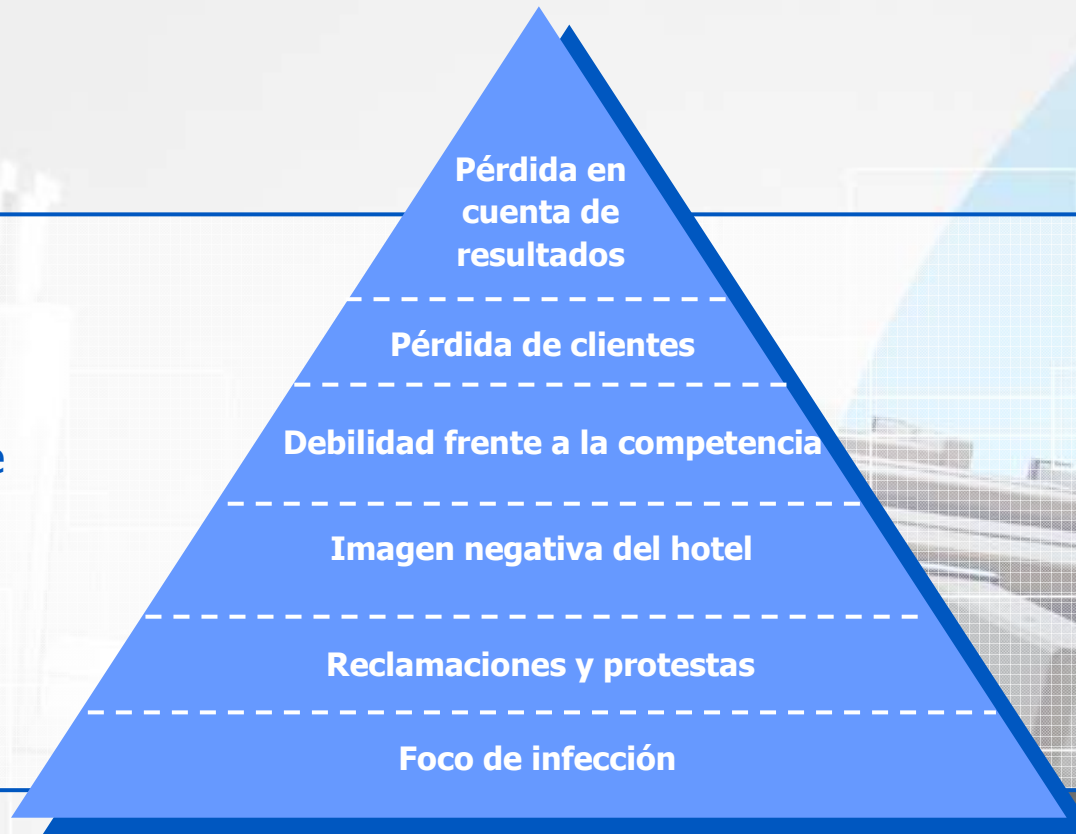 Pérdida en
cuenta de
resultados
Pérdida de clientes
Debilidad frente a la competencia
Imagen negativa del hotel
Reclamaciones y protestas
Foco de infección